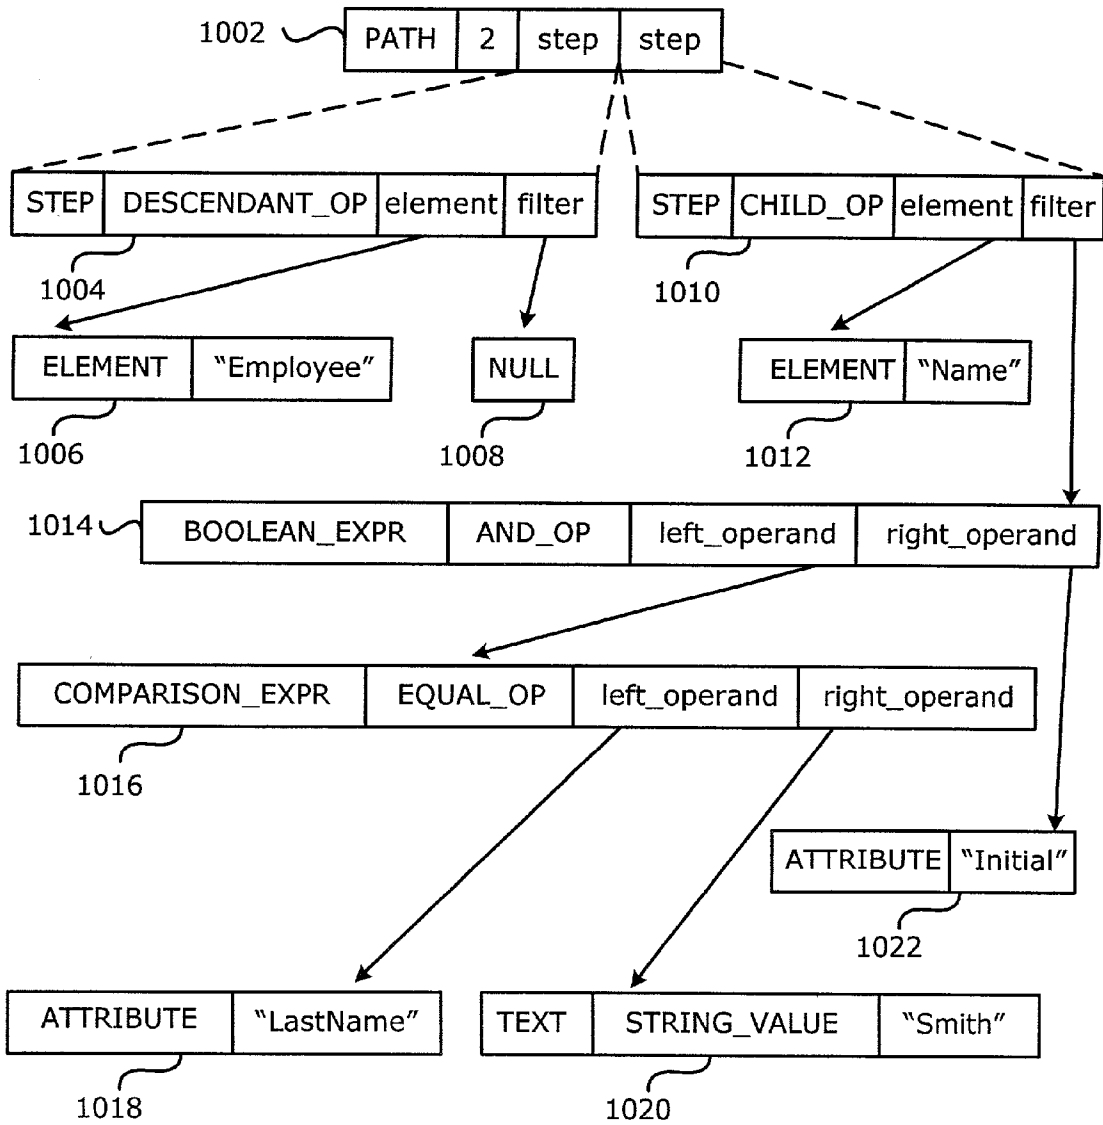 1002 PATH 2 step step
STEP DESCENDANT_OP element filter STEP CHILD_OP element filter
1004 1010
ELEMENT “Employee” NULL ELEMENT “Name”
1006 1008 1012
1014 BOOLEAN_EXPR AND_OP left_operand right_operand
COMPARISON_EXPR EQUAL_OP left_operand right_operand
1016
ATTRIBUTE “Initial”
1022
ATTRIBUTE “LastName” TEXT STRING_VALUE “Smith”
1018 1020